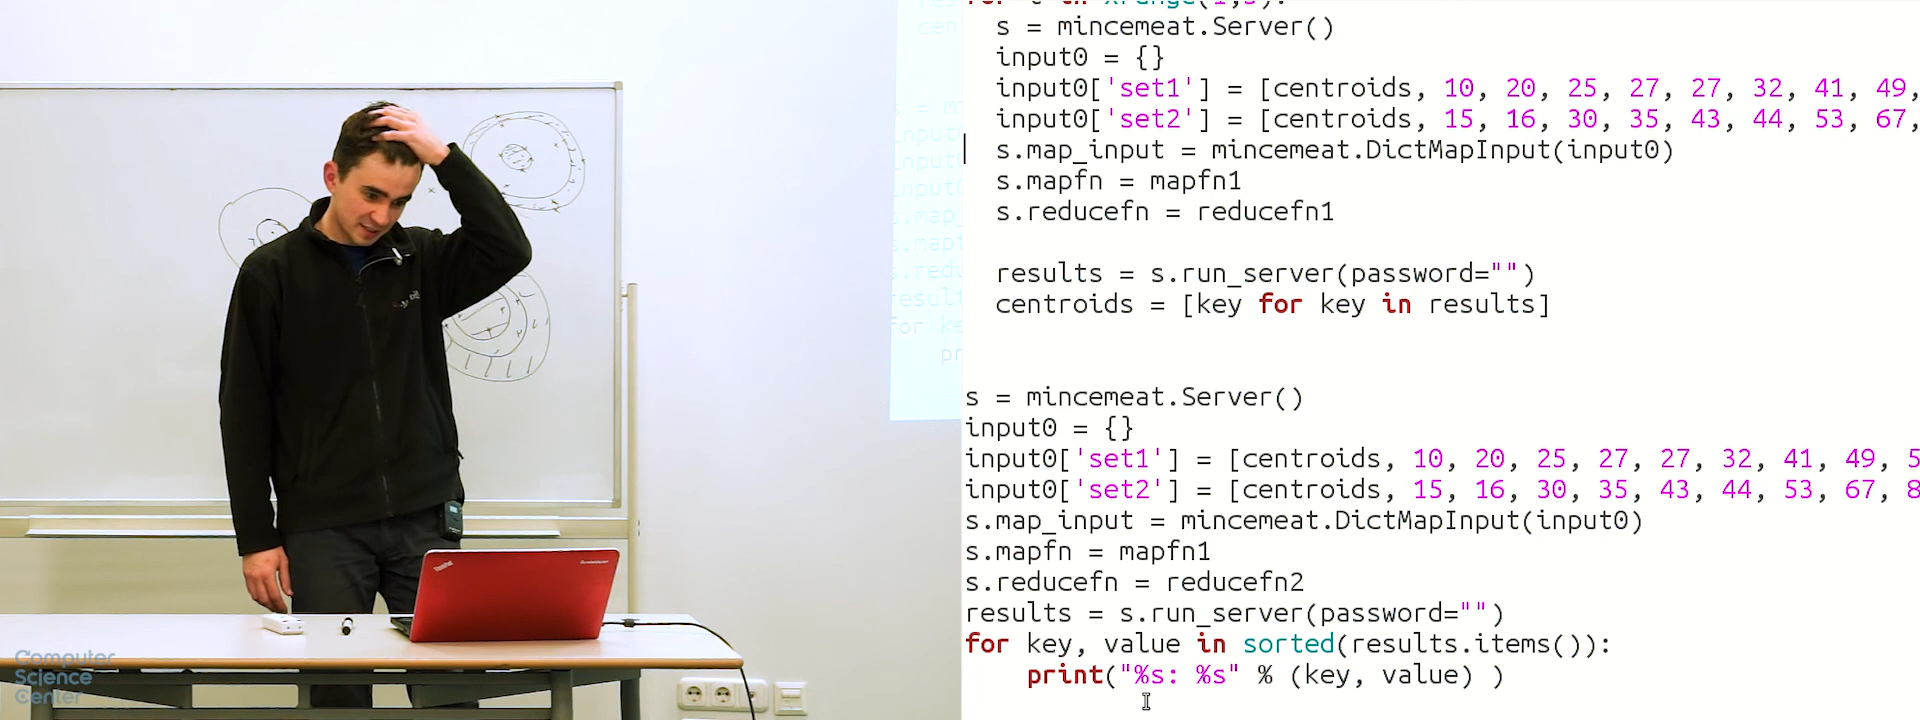 s = mincemeat.Server()
input0 = {}
input0['set1'] = [centroids, 10, 20, 25, 27, 27, 32, 41, 49,
input0['set2'] = [centroids, 15, 16, 30, 35, 43, 44, 53, 67,
s.map_input = mincemeat.DictMapInput(input0)
s.mapfn = mapfn1
s.reducefn = reducefn1
results = s.run_server(password="")
centroids = [key for key in results]
s = mincemeat.Server()
input0 = {}
input0['set1'] = [centroids, 10, 20, 25, 27, 27, 32, 41, 49, 5
input0['set2'] = [centroids, 15, 16, 30, 35, 43, 44, 53, 67, 8
s.map_input = mincemeat.DictMapInput(input0)
s.mapfn = mapfn1
s.reducefn = reducefn2
results = s.run_server(password="")
for key, value in sorted(results.items()):
print("%s: %s" % (key, value) )
Computer
Science
Center
ThinkPad